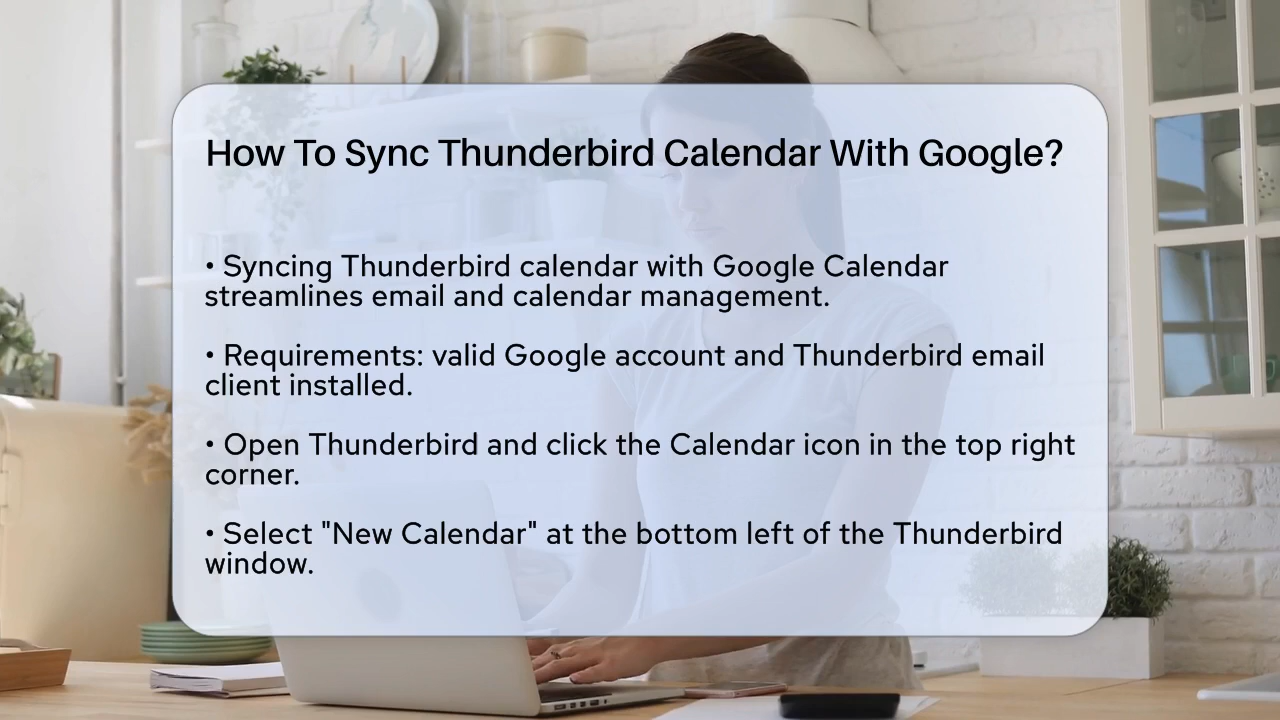 How To Sync Thunderbird Calendar With Google?
• Syncing Thunderbird calendar with Google Calendar
streamlines email and calendar management.
• Requirements: valid Google account and Thunderbird email
client installed.
• Open Thunderbird and click the Calendar icon in the top right
corner.
• Select "New Calendar" at the bottom left of the Thunderbird
window.